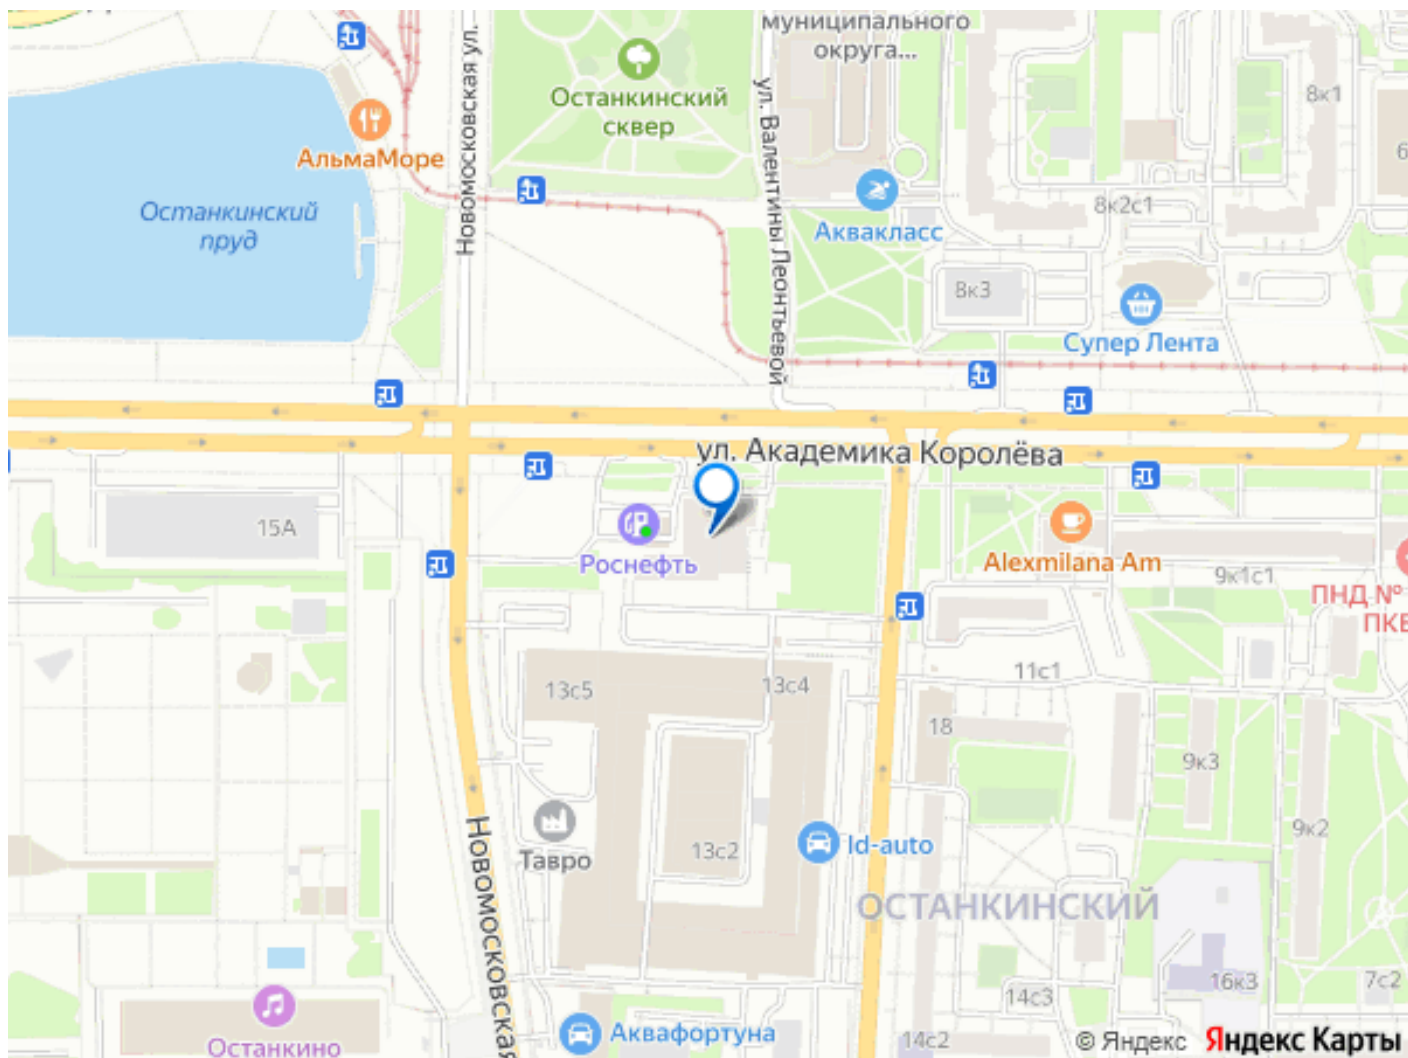 муниципального
округа...
Новомосковская ул.
Останкинский
сквер
ул. Валентины Леонтьевой
8к1
АльмаМоре
Останкинский
пруд
Аквакласс
8к2с1
8к3
Супер Лента
ул. Академика Королёва
15А
Роснефть
Alexmilana Am
9к1с1
ПНД №
11с1
13с5
13с4
18
9к3
9к2
13с2
Тавро
Id-auto
Новомосковская
ОСТАНКИНСКИЙ
16к3
7с2
14с3
Останкино
Аквафортуна
14с2
© Яндекс Яндекс Карты